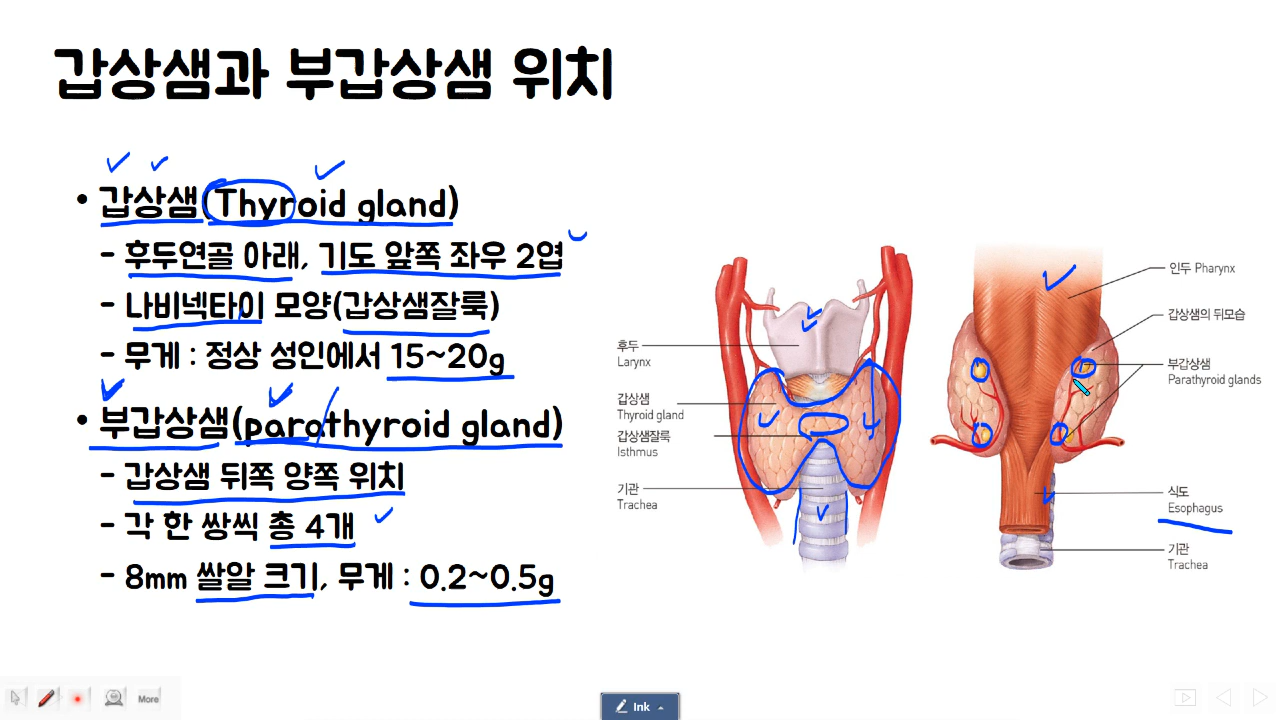 갑상샘과 부갑상샘 위치
• 갑상샘(Thyroid gland)
- 후두연골 아래, 기도 앞쪽 좌우 2엽
- 나비넥타이 모양(갑상샘잘룩)
- 무게 : 정상 성인에서 15~20g
• 부갑상샘(parathyroid gland)
- 갑상샘 뒤쪽 양쪽 위치
- 각 한 쌍씩 총 4개
- 8mm 쌀알 크기, 무게 : 0.2~0.5g
후두
Larynx
갑상샘
Thyroid gland
갑상샘잘룩
Isthmus
기관
Trachea
인두 Pharynx
갑상샘의 뒤모습
부갑상샘
Parathyroid glands
식도
Esophagus
기관
Trachea
More
Ink